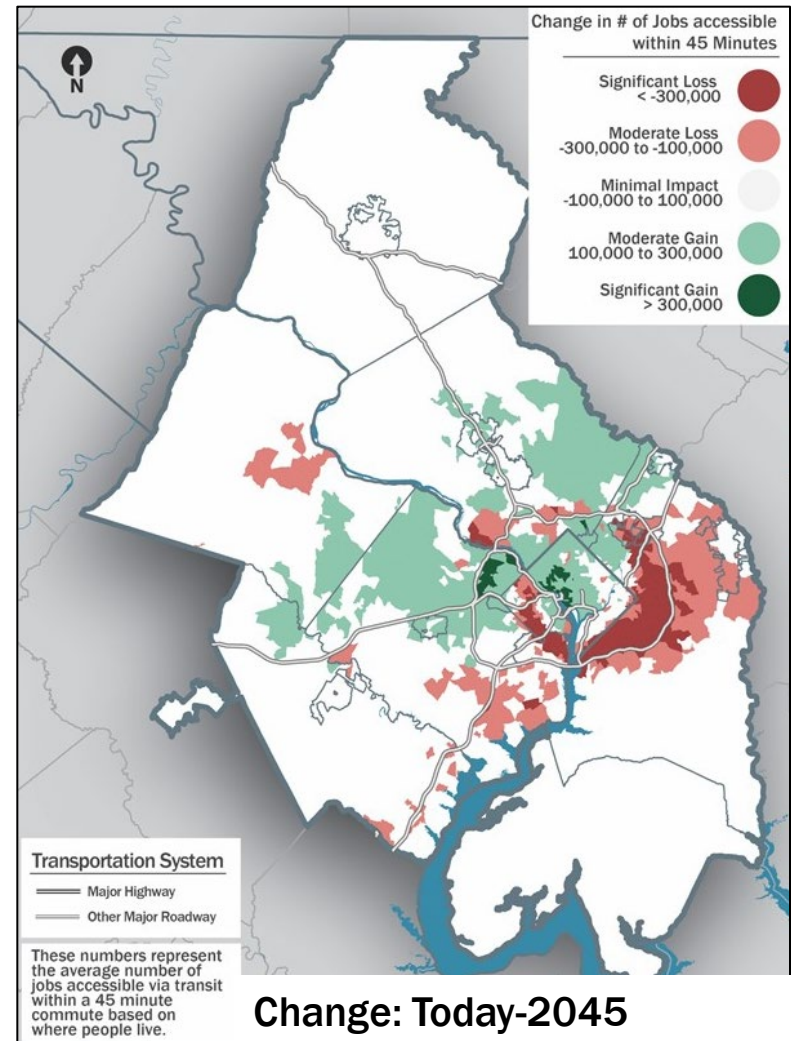 Change in # of Jobs accessible
within 45 Minutes
Significant Loss
< -300,000
Moderate Loss
-300,000 to -100,000
Minimal Impact
-100,000 to 100,000
Moderate Gain
100,000 to 300,000
Significant Gain
> 300,000
N
Transportation System
Major Highway
Other Major Roadway
These numbers represent
the average number of
jobs accessible via transit
within a 45 minute
commute based on
where people live.
Change: Today-2045